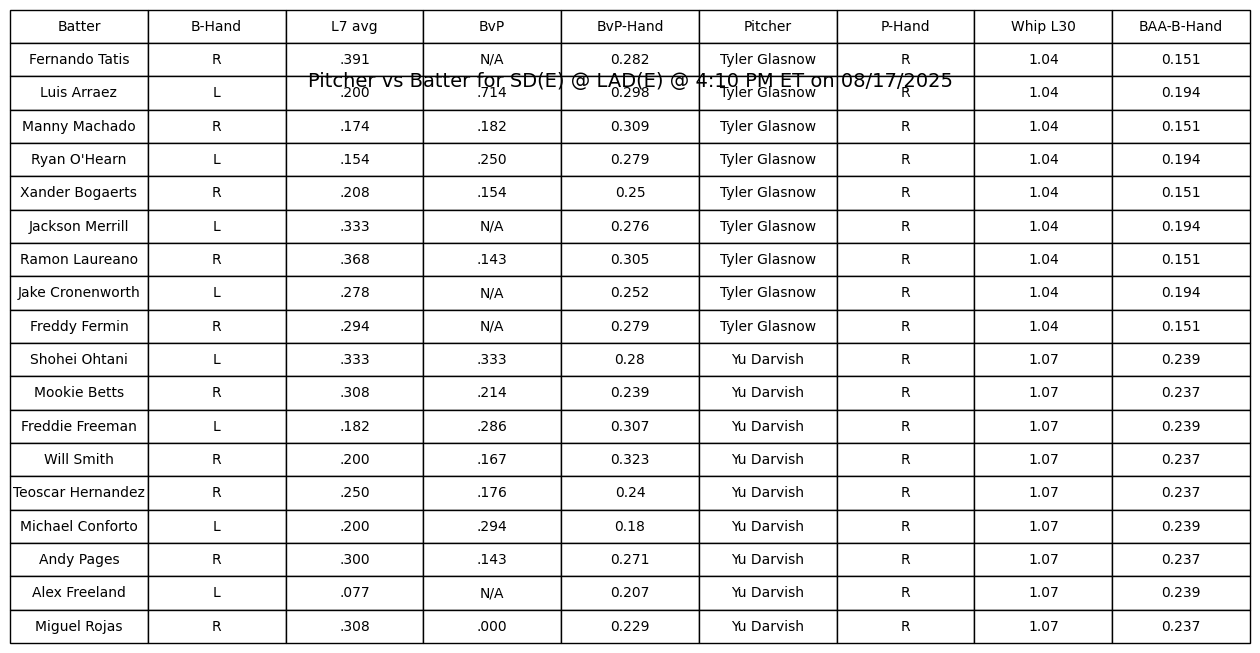 Batter B-Hand L7 avg BvP BvP-Hand Pitcher P-Hand Whip L30 BAA-B-Hand
Fernando Tatis R .391 N/A 0.282 Tyler Glasnow R 1.04 0.151
Pitcher vs Batter for SD(E) @ LAD(E) @ 4:10 PM ET on 08/17/2025
Luis Arraez L .200 .714 0.298 Tyler Glasnow R 1.04 0.194
Manny Machado R .174 .182 0.309 Tyler Glasnow R 1.04 0.151
Ryan O'Hearn L .154 .250 0.279 Tyler Glasnow R 1.04 0.194
Xander Bogaerts R .208 .154 0.25 Tyler Glasnow R 1.04 0.151
Jackson Merrill L .333 N/A 0.276 Tyler Glasnow R 1.04 0.194
Ramon Laureano R .368 .143 0.305 Tyler Glasnow R 1.04 0.151
Jake Cronenworth L .278 N/A 0.252 Tyler Glasnow R 1.04 0.194
Freddy Fermin R .294 N/A 0.279 Tyler Glasnow R 1.04 0.151
Shohei Ohtani L .333 .333 0.28 Yu Darvish R 1.07 0.239
Mookie Betts R .308 .214 0.239 Yu Darvish R 1.07 0.237
Freddie Freeman L .182 .286 0.307 Yu Darvish R 1.07 0.239
Will Smith R .200 .167 0.323 Yu Darvish R 1.07 0.237
Teoscar Hernandez R .250 .176 0.24 Yu Darvish R 1.07 0.237
Michael Conforto L .200 .294 0.18 Yu Darvish R 1.07 0.239
Andy Pages R .300 .143 0.271 Yu Darvish R 1.07 0.237
Alex Freeland L .077 N/A 0.207 Yu Darvish R 1.07 0.239
Miguel Rojas R .308 .000 0.229 Yu Darvish R 1.07 0.237